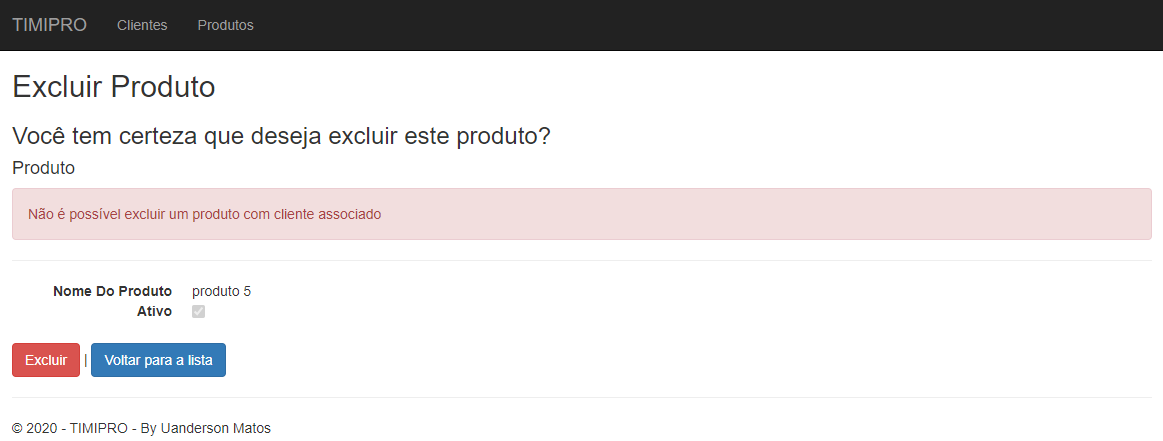 TIMIPRO Clientes Produtos
Excluir Produto
Você tem certeza que deseja excluir este produto?
Produto
Não é possível excluir um produto com cliente associado
Nome Do Produto produto 5
Ativo
Excluir | Voltar para a lista
© 2020 - TIMIPRO - By Uanderson Matos